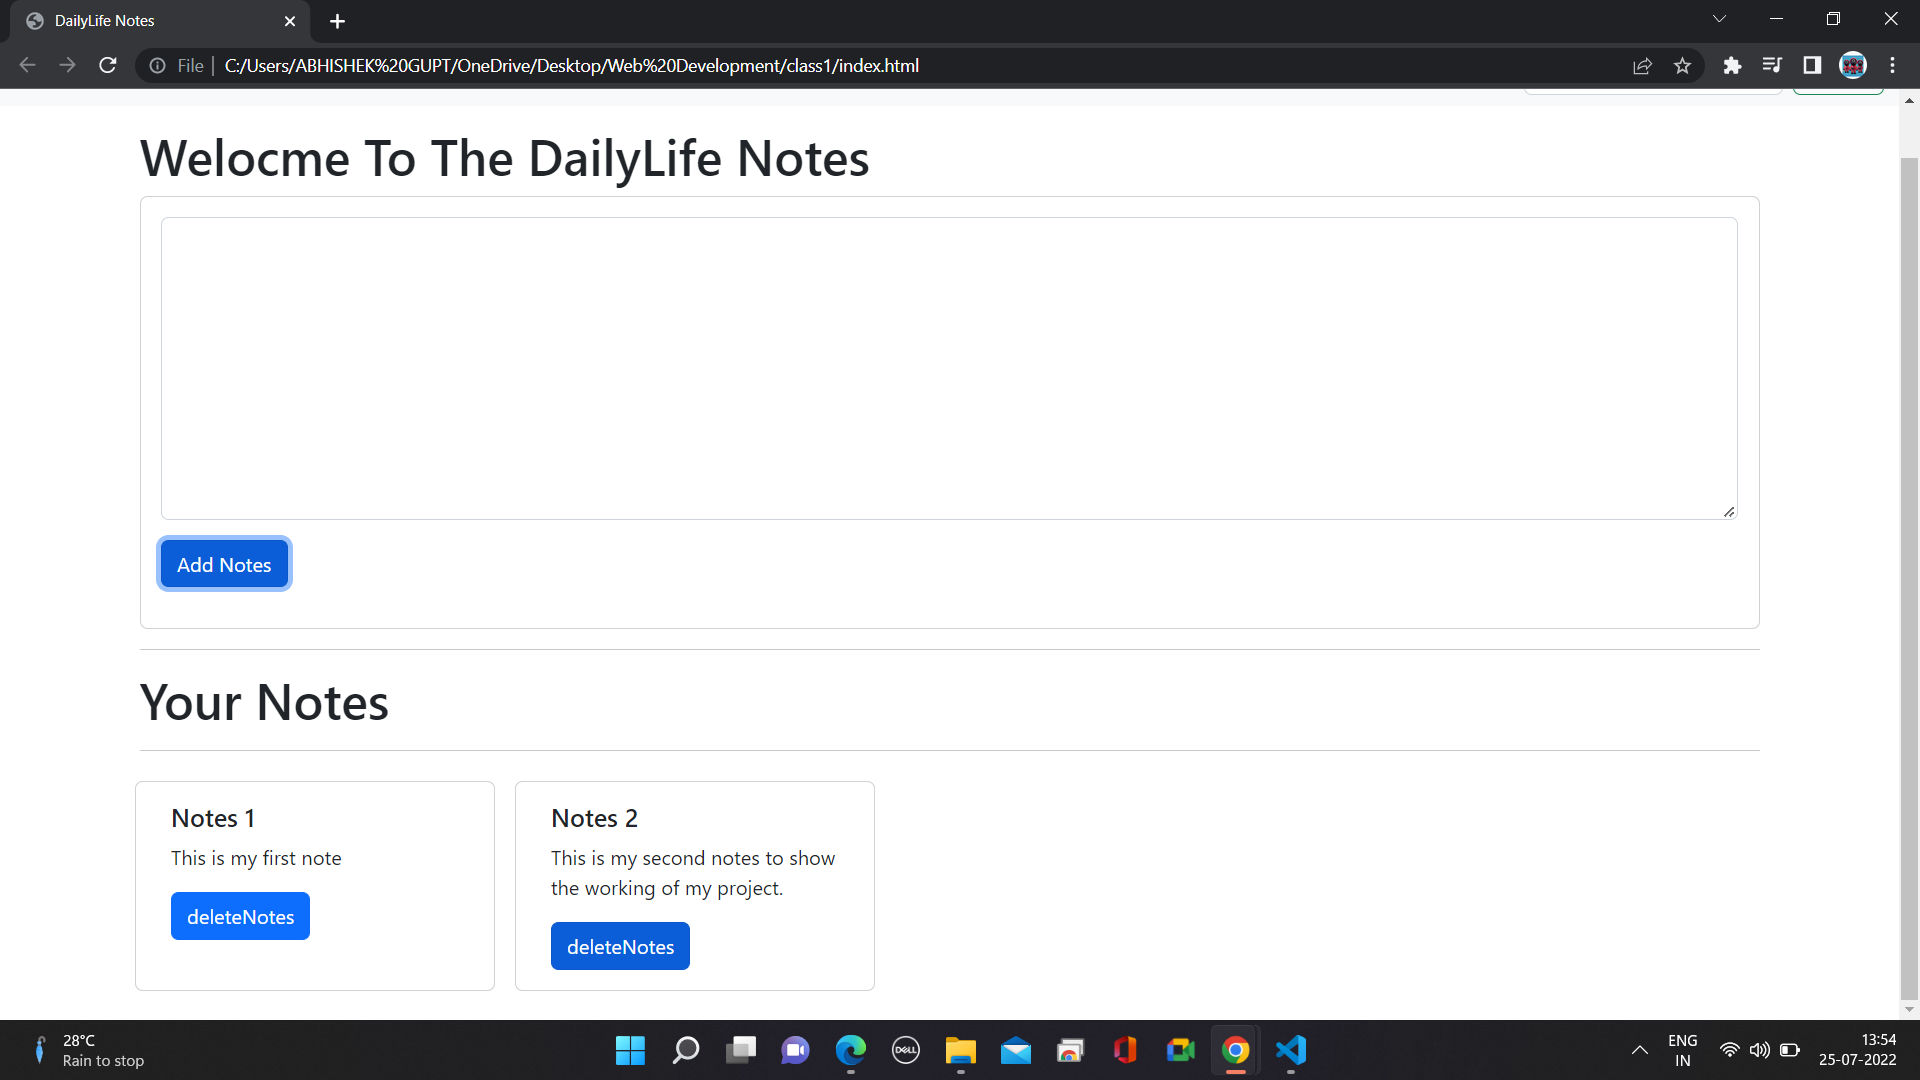 DailyLife Notes
File
C:/Users/ABHISHEK%20GUPT/OneDrive/Desktop/Web%20Development/class1/index.html
Welocme To The DailyLife Notes
Add Notes
Your Notes
Notes 1
This is my first note
deleteNotes
Notes 2
This is my second notes to show
the working of my project.
deleteNotes
28°C
Rain to stop
DELL
ENG
IN
13:54
25-07-2022